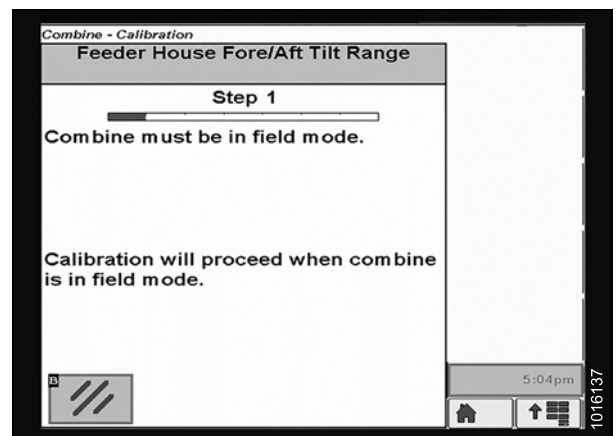 Combine - Calibration
Feeder House Fore/Aft Tilt Range
Step 1
Combine must be in field mode.
Calibration will proceed when combine
is in field mode.
B
5:04pm
1016137